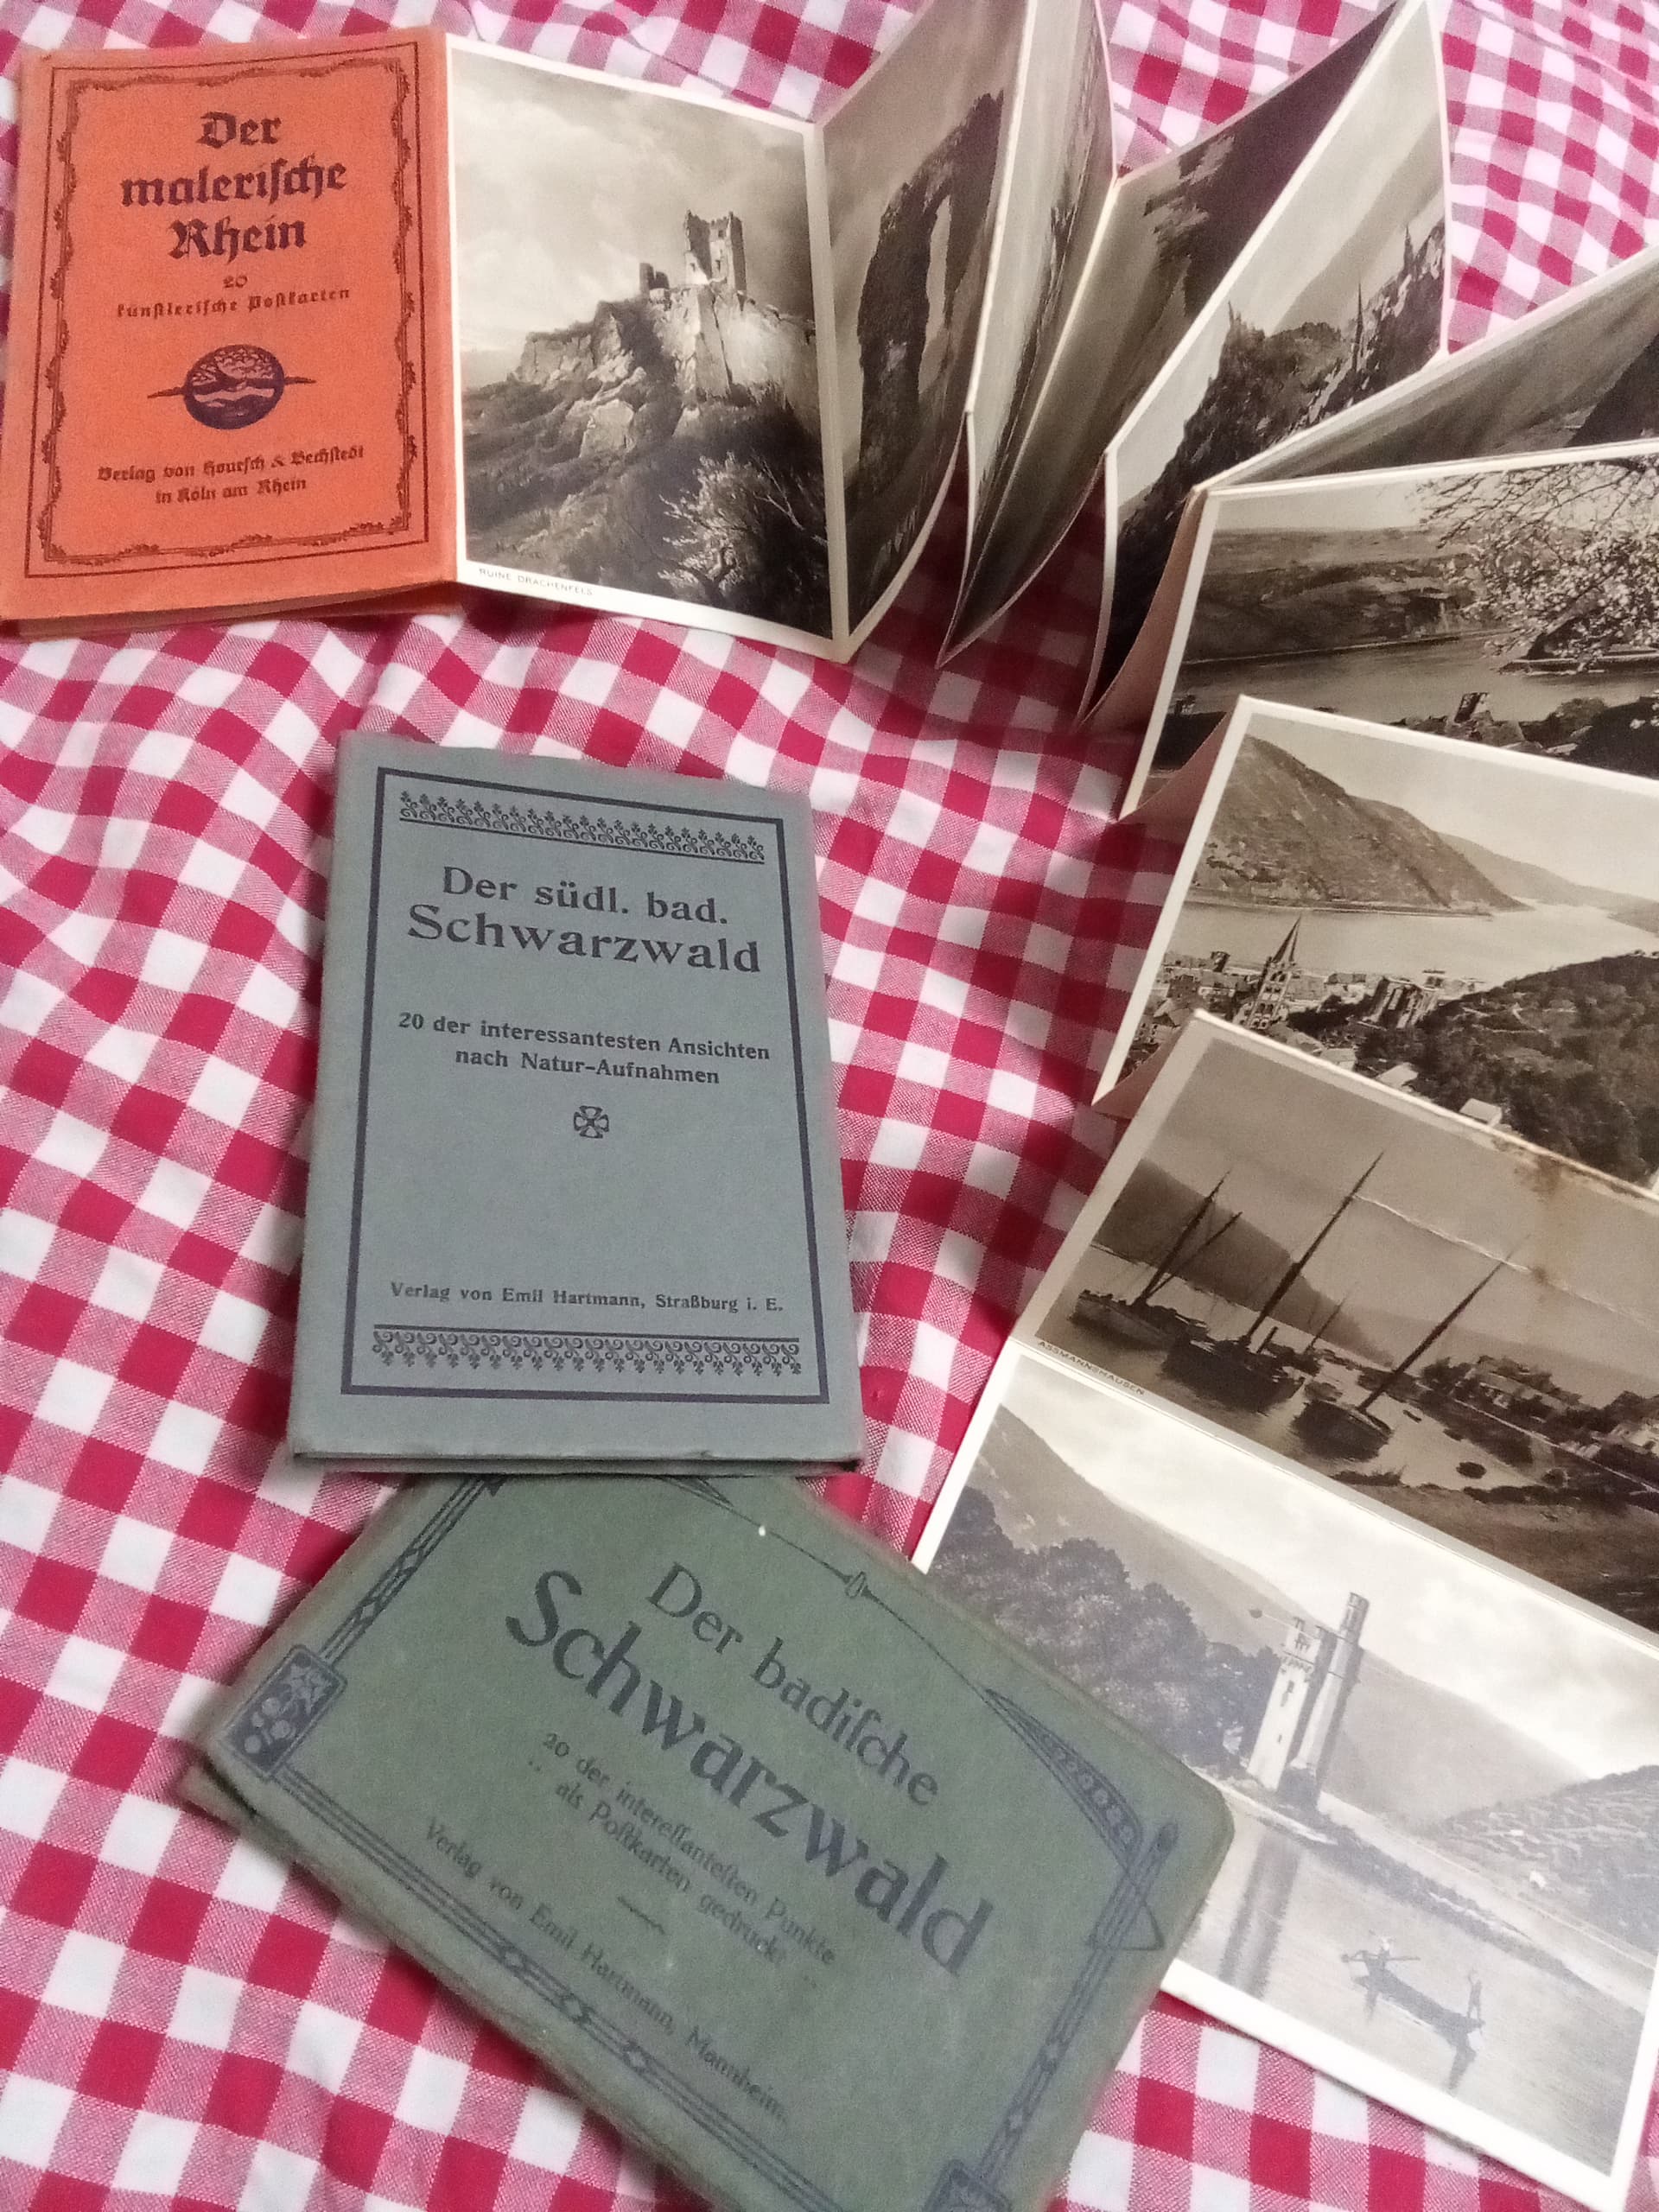 Der
maleriſche
Rhein
20
künſtleriſche Poſtkarten
Verlag von Hourſch & Bechſtedt
in Köln am Rhein
RUINE DRACHENFELS
Der südl. bad.
Schwarzwald
20 der interessantesten Ansichten
nach Natur-Aufnahmen
Verlag von Emil Hartmann, Straßburg i. E.
ASSMANNSHAUSEN
Der badiſche
Schwarzwald
20 der intereſſanteſten Punkte
.. als Poſtkarten gedruckt ..
Verlag von Emil Hartmann, Mannheim.